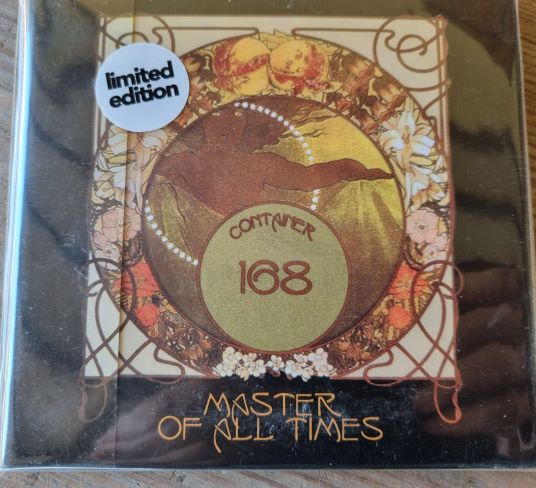 limited
edition
CONTAINER
168
MASTER
OF ALL TIMES